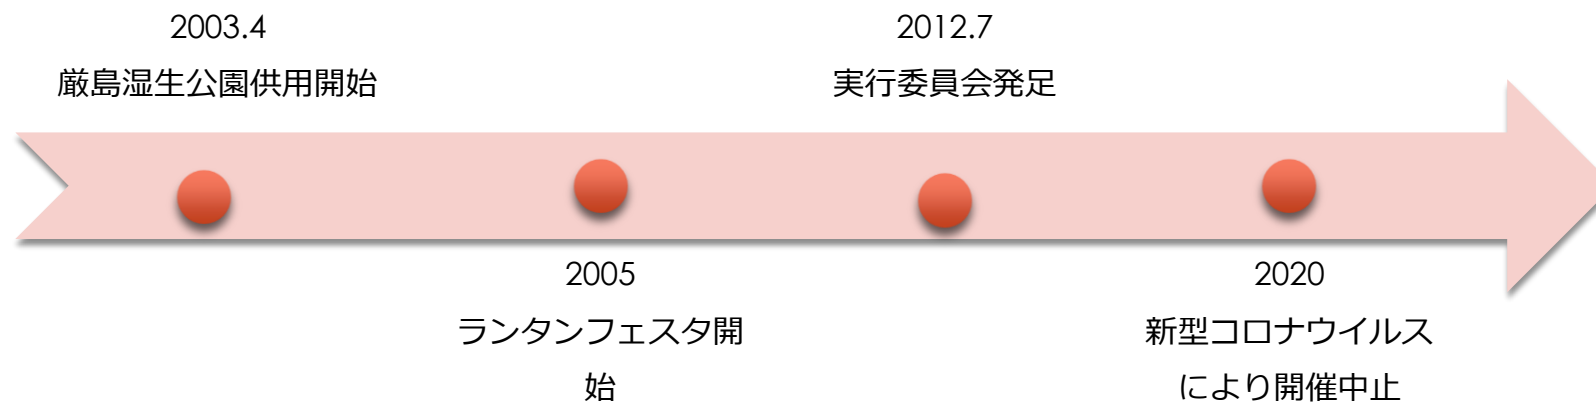 2003.4
厳島湿生公園供用開始
2005
ランタンフェスタ開
始
2012.7
実行委員会発足
2020
新型コロナウイルス
により開催中止